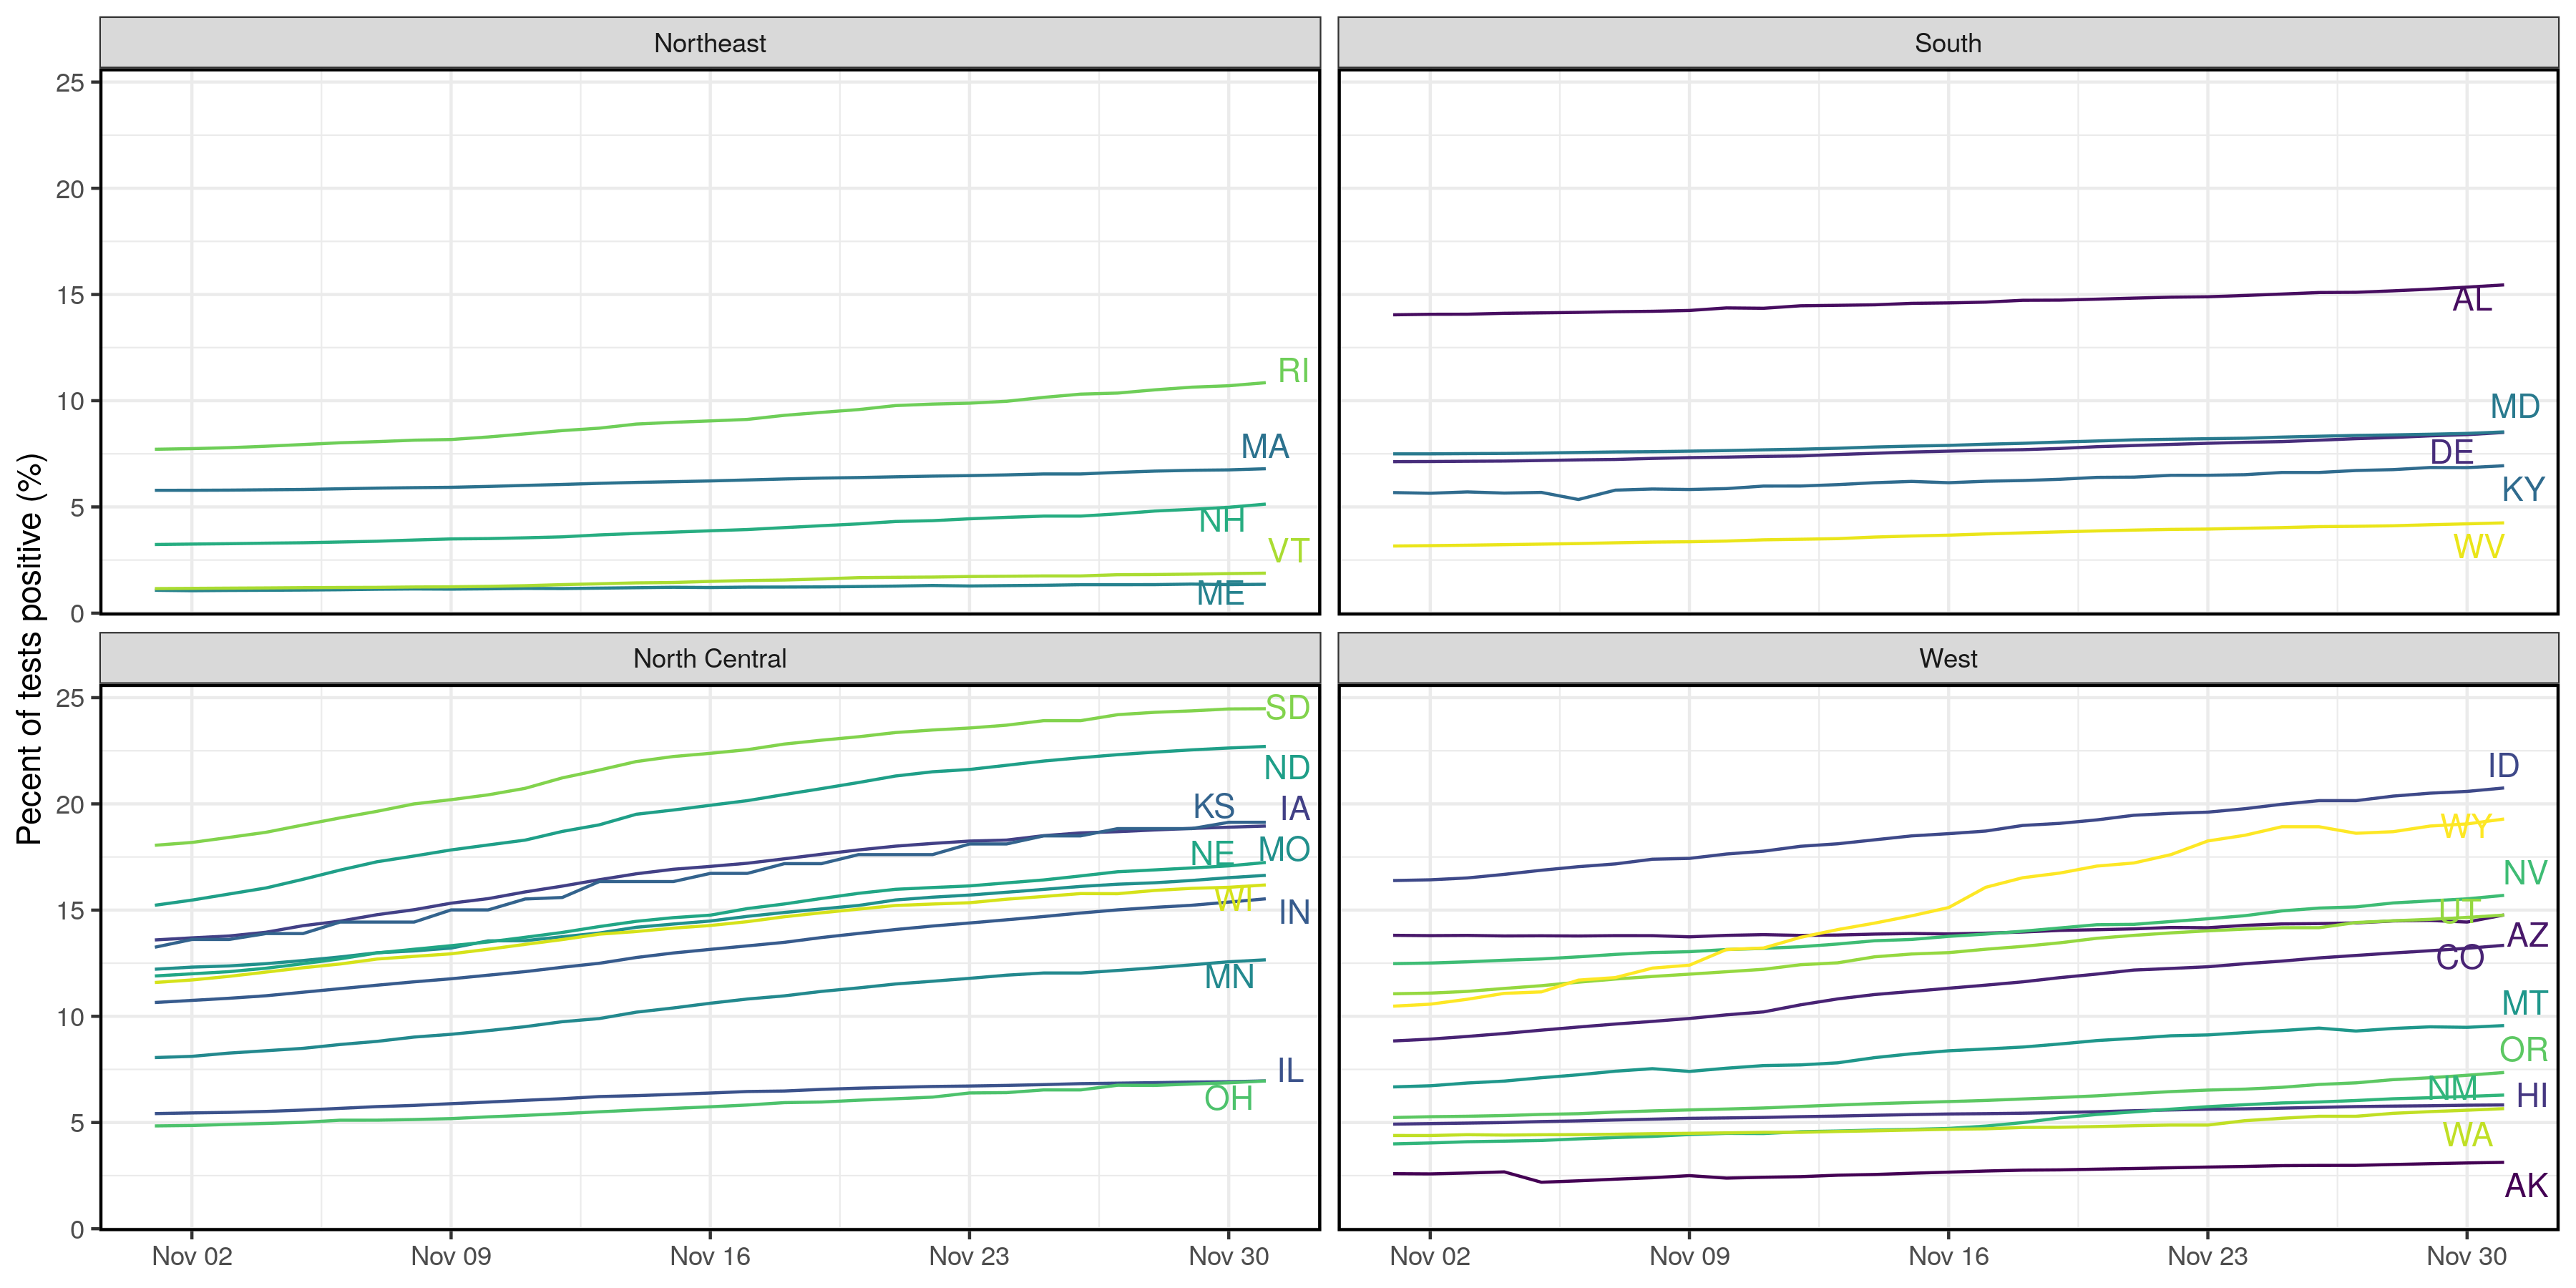 Pecent of tests positive (%)
Northeast
25
20
15
10
5
0
RI
MA
NH
VT
ME
South
AL
MD
DE
KY
WV
North Central
25
20
15
10
5
0
SD
ND
KS IA
NE MO
WI IN
MN
IL
OH
Nov 02 Nov 09 Nov 16 Nov 23 Nov 30
West
ID
WY
NV
UT
AZ
CO
MT
OR
NM HI
WA
AK
Nov 02 Nov 09 Nov 16 Nov 23 Nov 30